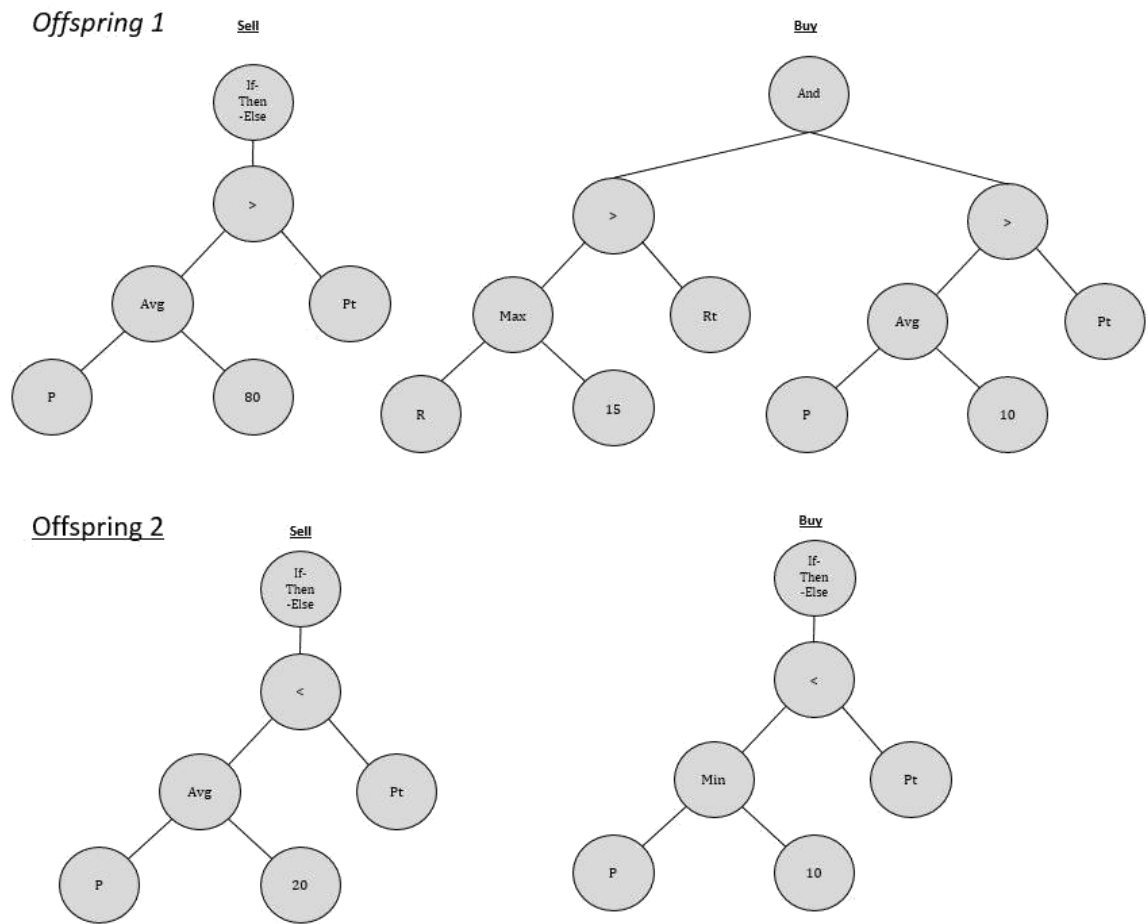 Offspring 1
Sell
Buy
If-
Then
-Else
And
>
>
>
Avg
Pt
Max
Rt
Avg
Pt
P
80
R
15
P
10
Offspring 2
Sell
Buy
If-
Then
-Else
If-
Then
-Else
<
<
Avg
Pt
Min
Pt
P
20
P
10